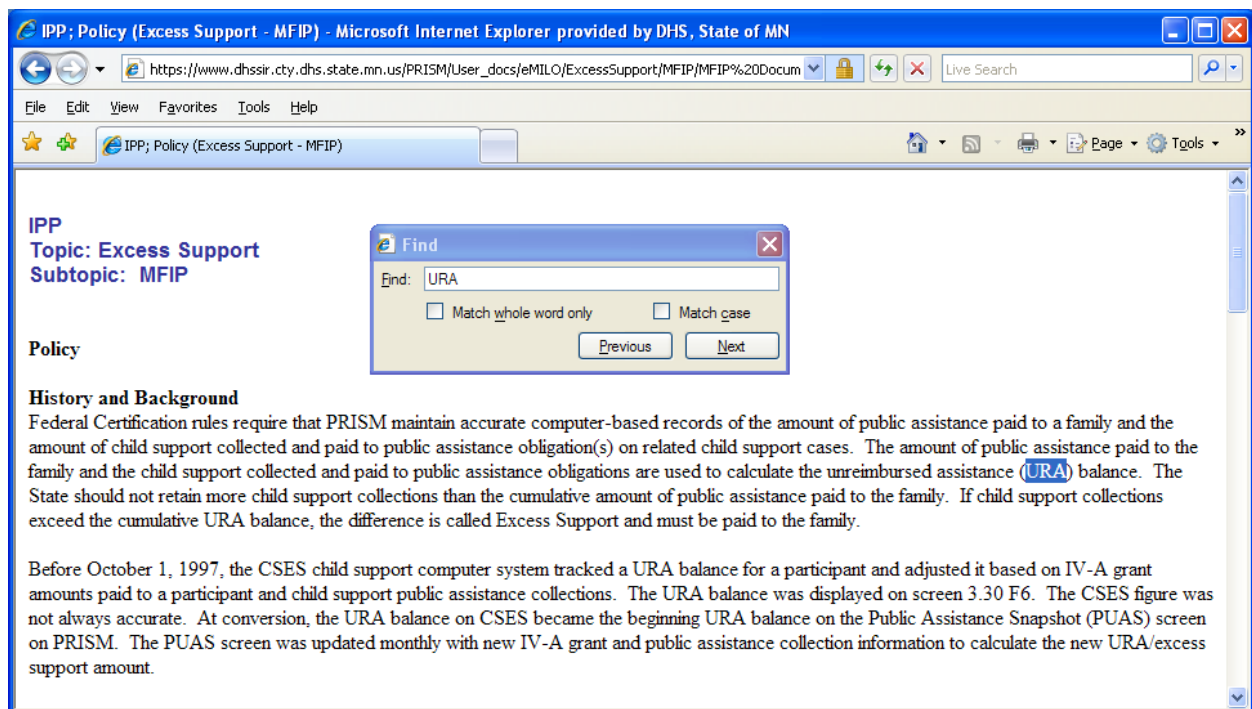 IPP; Policy (Excess Support - MFIP) - Microsoft Internet Explorer provided by DHS, State of MN
https://www.dhssir.cty.dhs.state.mn.us/PRISM/User_docs/eMILO/ExcessSupport/MFIP/MFIP%20Docum
Live Search
File Edit View Favorites Tools Help
IPP; Policy (Excess Support - MFIP)
Page Tools »
IPP
Topic: Excess Support
Subtopic: MFIP
Find
Find: URA
Match whole word only Match case
Previous Next
Policy
History and Background
Federal Certification rules require that PRISM maintain accurate computer-based records of the amount of public assistance paid to a family and the
amount of child support collected and paid to public assistance obligation(s) on related child support cases. The amount of public assistance paid to the
family and the child support collected and paid to public assistance obligations are used to calculate the unreimbursed assistance (URA) balance. The
State should not retain more child support collections than the cumulative amount of public assistance paid to the family. If child support collections
exceed the cumulative URA balance, the difference is called Excess Support and must be paid to the family.
Before October 1, 1997, the CSES child support computer system tracked a URA balance for a participant and adjusted it based on IV-A grant
amounts paid to a participant and child support public assistance collections. The URA balance was displayed on screen 3.30 F6. The CSES figure was
not always accurate. At conversion, the URA balance on CSES became the beginning URA balance on the Public Assistance Snapshot (PUAS) screen
on PRISM. The PUAS screen was updated monthly with new IV-A grant and public assistance collection information to calculate the new URA/excess
support amount.